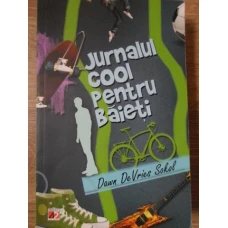 Jurnalul
cool
pentru
Băieţi
Dawn DeVries Sokol